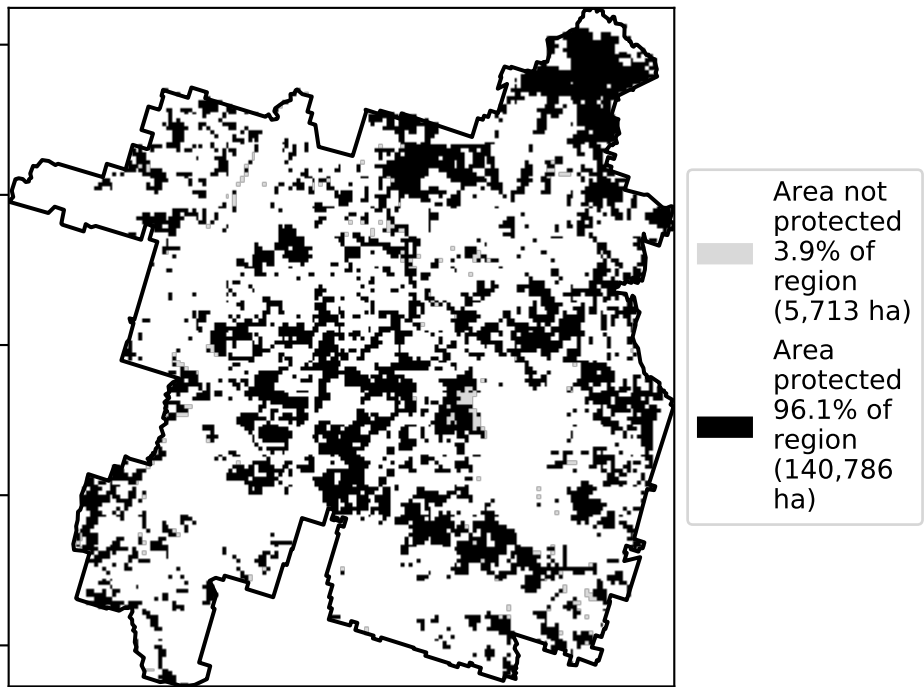 Area not
protected
3.9% of
region
(5,713 ha)
Area
protected
96.1% of
region
(140,786
ha)